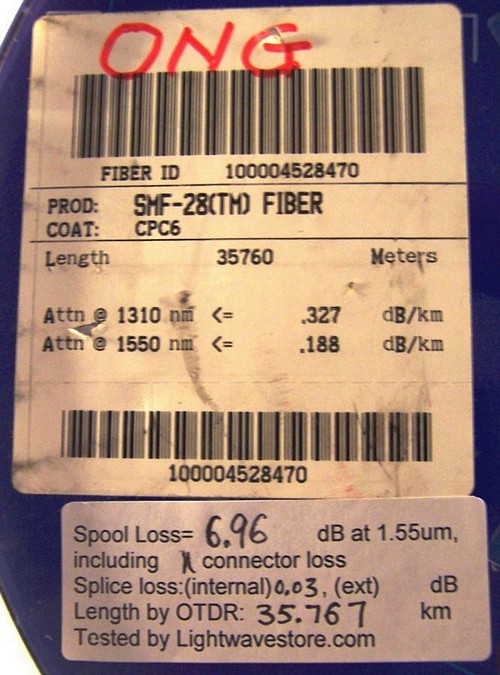 ONG
FIBER ID 100004528470
PROD: SMF-28(TM) FIBER
COAT: CPC6
Length 35760 Meters
Attn @ 1310 nm <= .327 dB/km
Attn @ 1550 nm <= .188 dB/km
100004528470
Spool Loss= 6.96 dB at 1.55um,
including connector loss
Splice loss:(internal)0.03, (ext) dB
Length by OTDR: 35.767 km
Tested by Lightwavestore.com